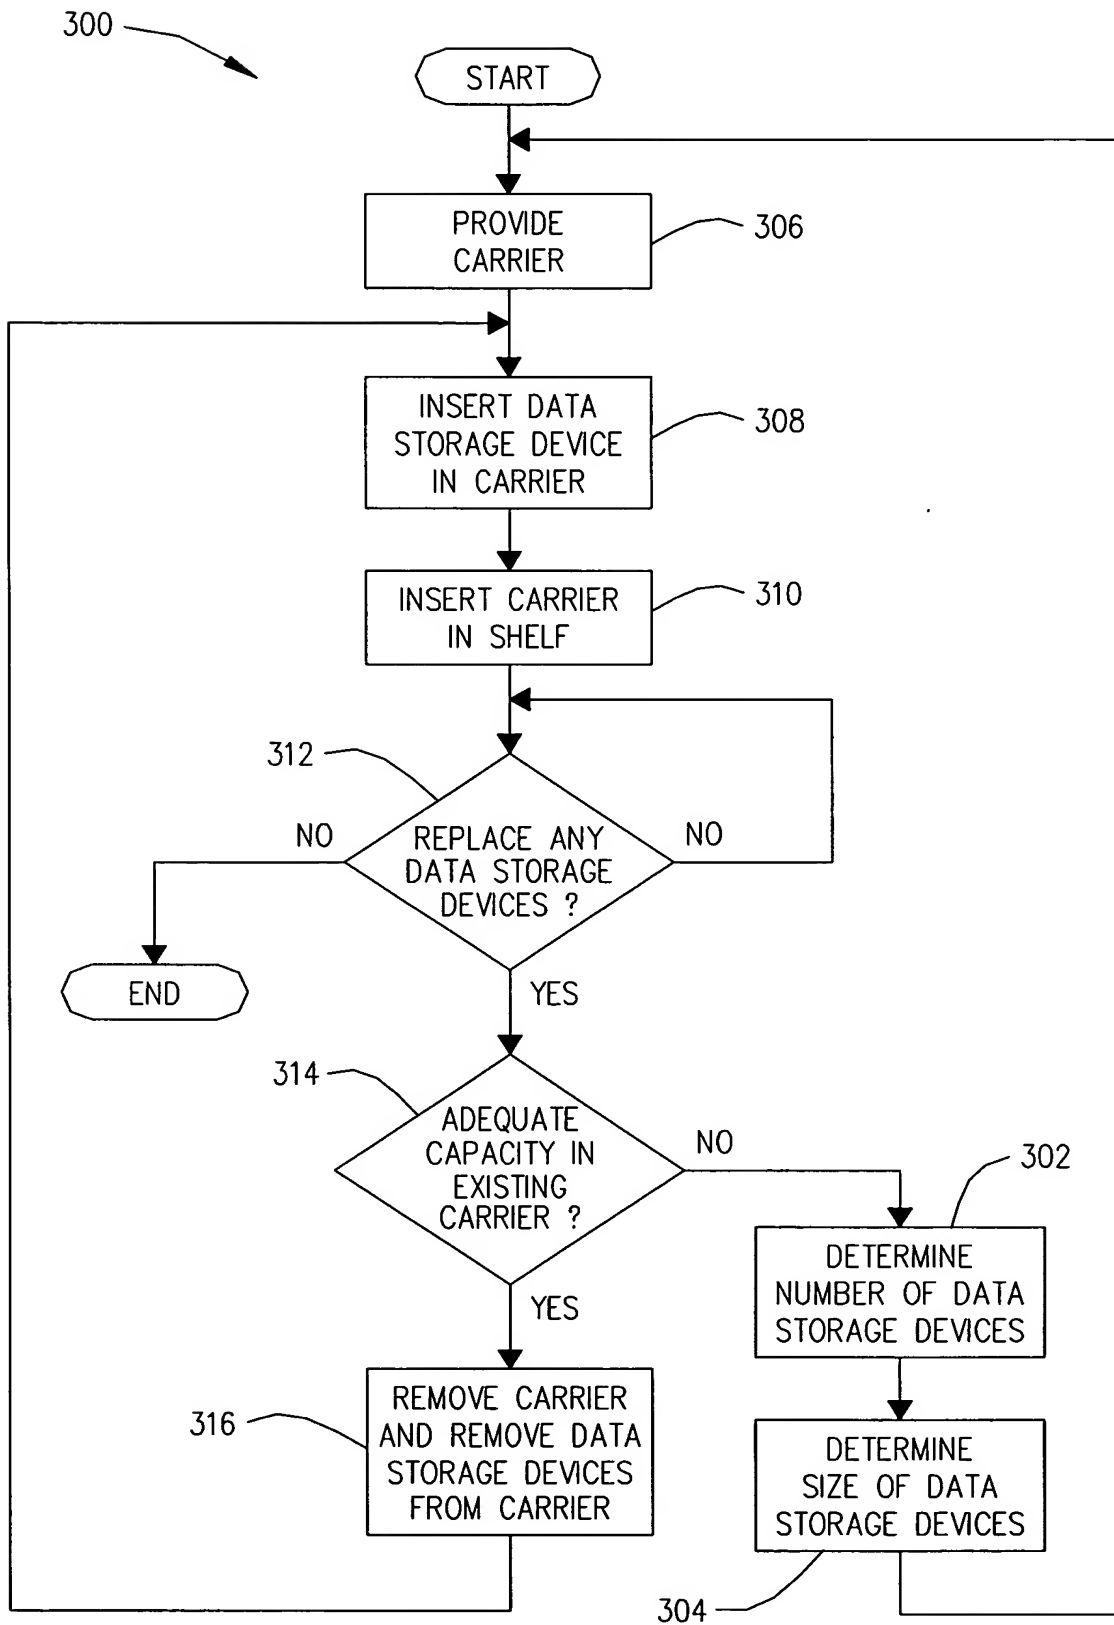 300
START
PROVIDE
CARRIER
306
INSERT DATA
STORAGE DEVICE
IN CARRIER
308
INSERT CARRIER
IN SHELF
310
312
NO
REPLACE ANY
DATA STORAGE
DEVICES ?
NO
END
YES
314
ADEQUATE
CAPACITY IN
EXISTING
CARRIER ?
NO
302
DETERMINE
NUMBER OF DATA
STORAGE DEVICES
YES
316
REMOVE CARRIER
AND REMOVE DATA
STORAGE DEVICES
FROM CARRIER
DETERMINE
SIZE OF DATA
STORAGE DEVICES
304